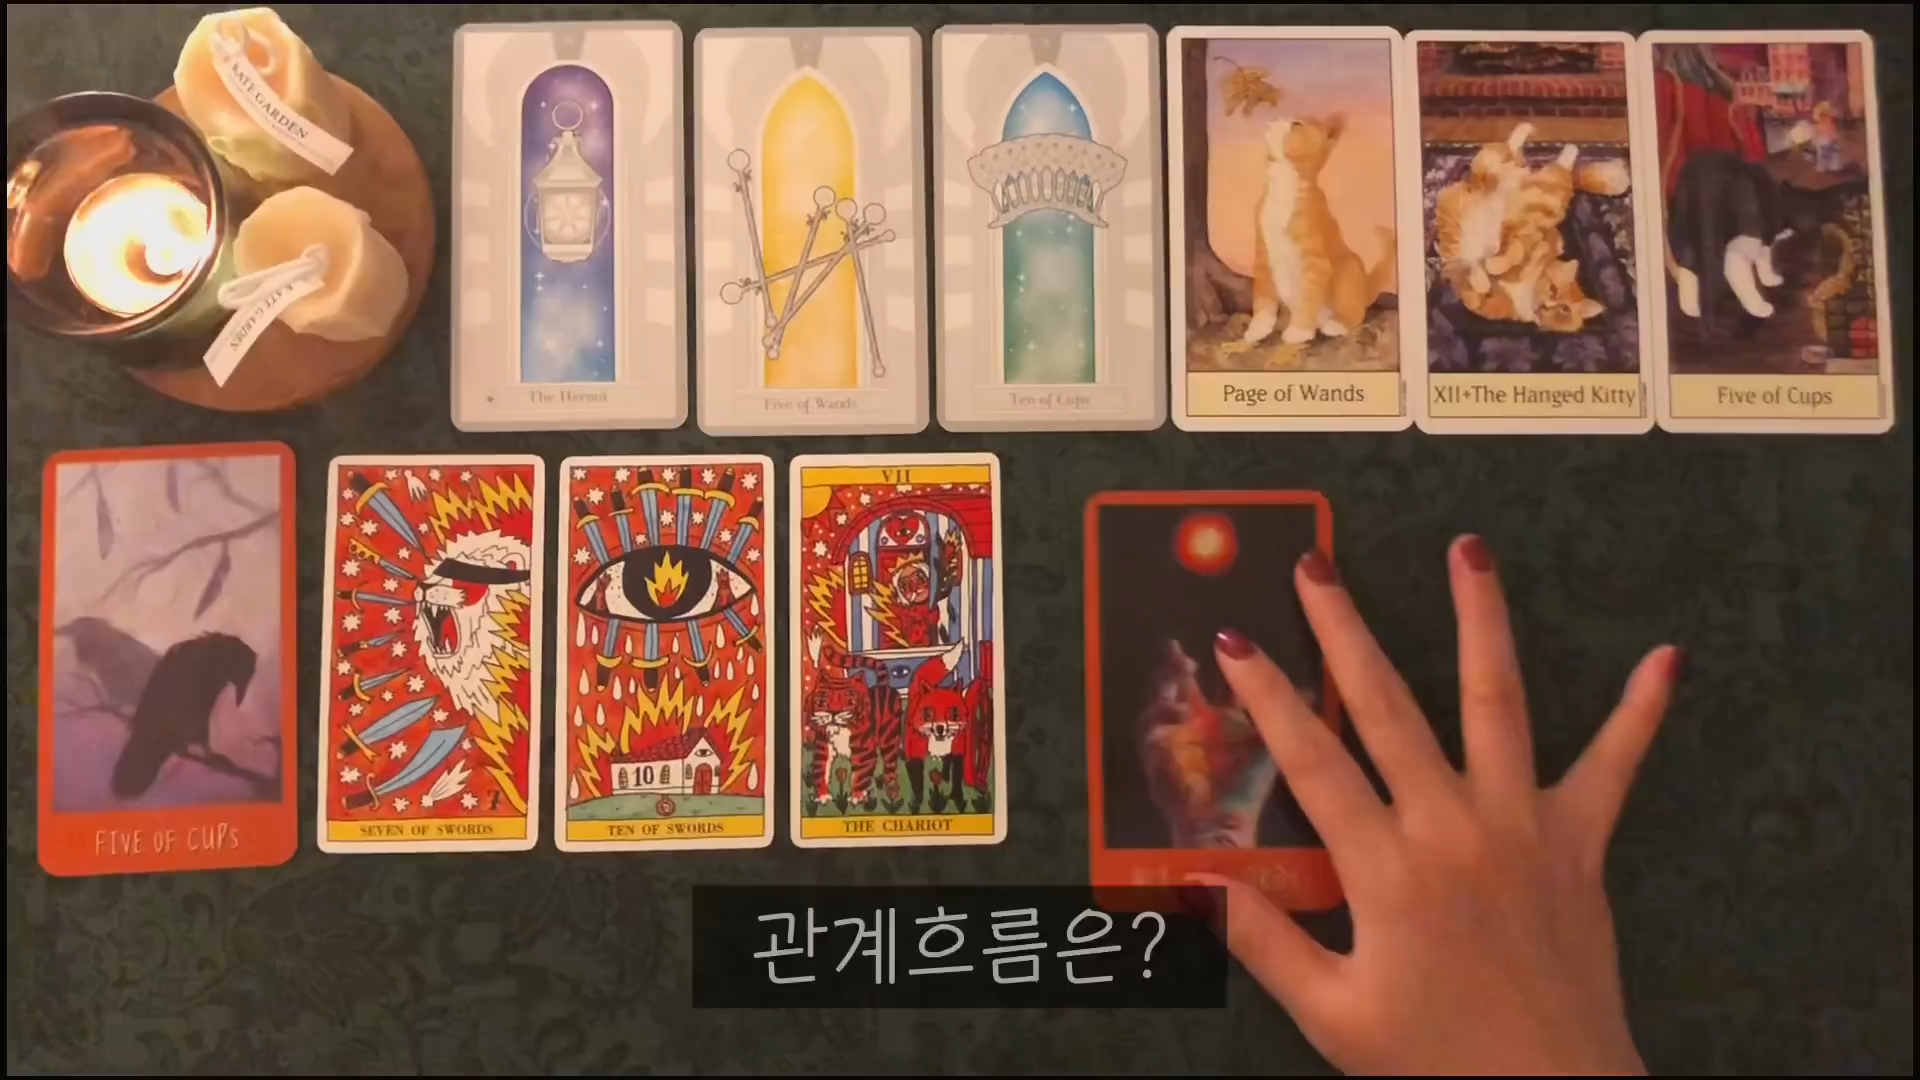 KATE GARDEN
KATE GARDEN
The Hermit
Five of Wands
Ten of Cups
Page of Wands
XII+The Hanged Kitty
Five of Cups
FIVE OF CUPS
7
SEVEN OF SWORDS
10
TEN OF SWORDS
VII
THE CHARIOT
관계흐름은?